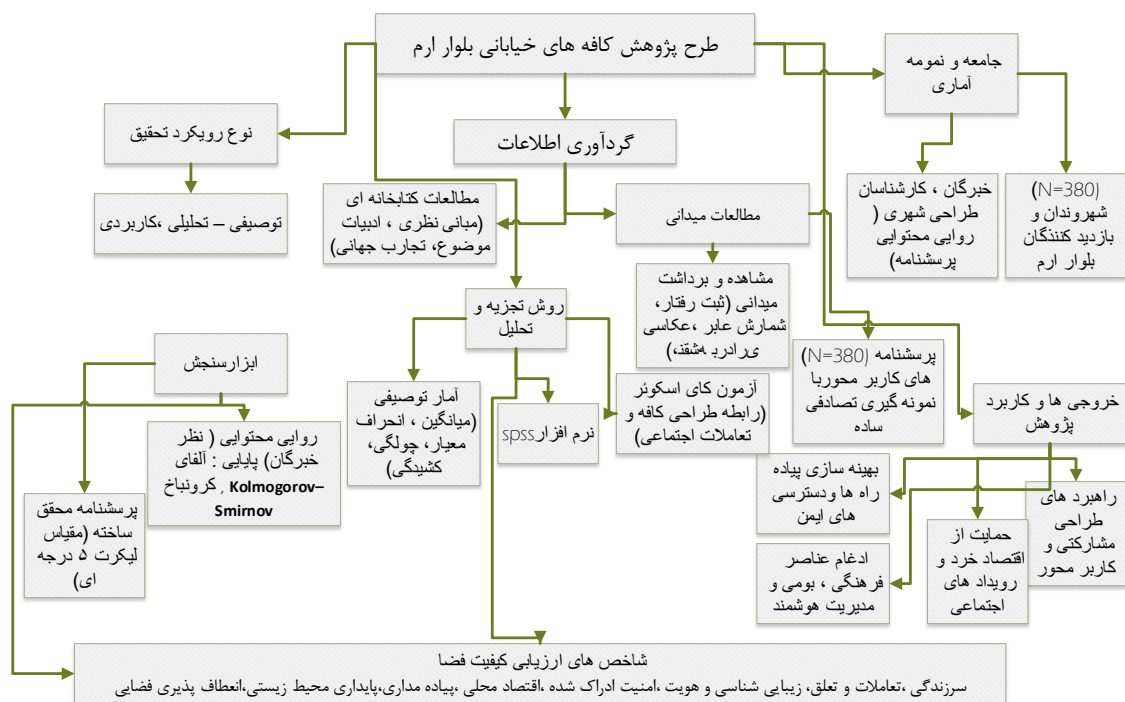 طرح پژوهش کافه های خیابانی بلوار ارم
جامعه و نمومه
آماری
نوع رویکرد تحقیق
گردآوری اطلاعات
توصیفی – تحلیلی ،کاربردی
مطالعات کتابخانه ای
(مبانی نظری ، ادبیات
موضوع، تجارب جهانی)
مطالعات میدانی
خبرگان ، کارشناسان
طراحی شهری (
روایی محتوایی
پرسشنامه)
(N=380)
شهروندان و
بازدید کنندگان
بلوار ارم
مشاهده و برداشت
میدانی (ثبت رفتار،
شمارش عابر ،عکاسی
روش تجزیه و
تحلیل
پرسشنامه (N=380)
های کاربر محوربا
نمونه گیری تصادفی
ساده
ابزارسنجش
آمار توصیفی
(میانگین ، انحراف
معیار، چولگی،
کشیدگی)
نرم افزارspss
آزمون کای اسکوئر
(رابطه طراحی کافه و
تعاملات اجتماعی)
خروجی ها و کاربرد
پژوهش
روایی محتوایی ( نظر
خبرگان) پایایی : آلفای
کرونباخ , Kolmogorov–
Smirnov
پرسشنامه محقق
ساخته (مقیاس
لیکرت ۵ درجه
ای)
بهینه سازی پیاده
راه ها ودسترسی
های ایمن
راهبرد های
طراحی
مشارکتی و
کاربر محور
حمایت از
اقتصاد خرد و
رویداد های
اجتماعی
ادغام عناصر
فرهنگی ، بومی و
مدیریت هوشمند
شاخص های ارزیابی کیفیت فضا
سرزندگی ،تعاملات و تعلق، زیبایی شناسی و هویت ،امنیت ادراک شده ،اقتصاد محلی ،پیاده مداری،پایداری محیط زیستی،انعطاف پذیری فضایی